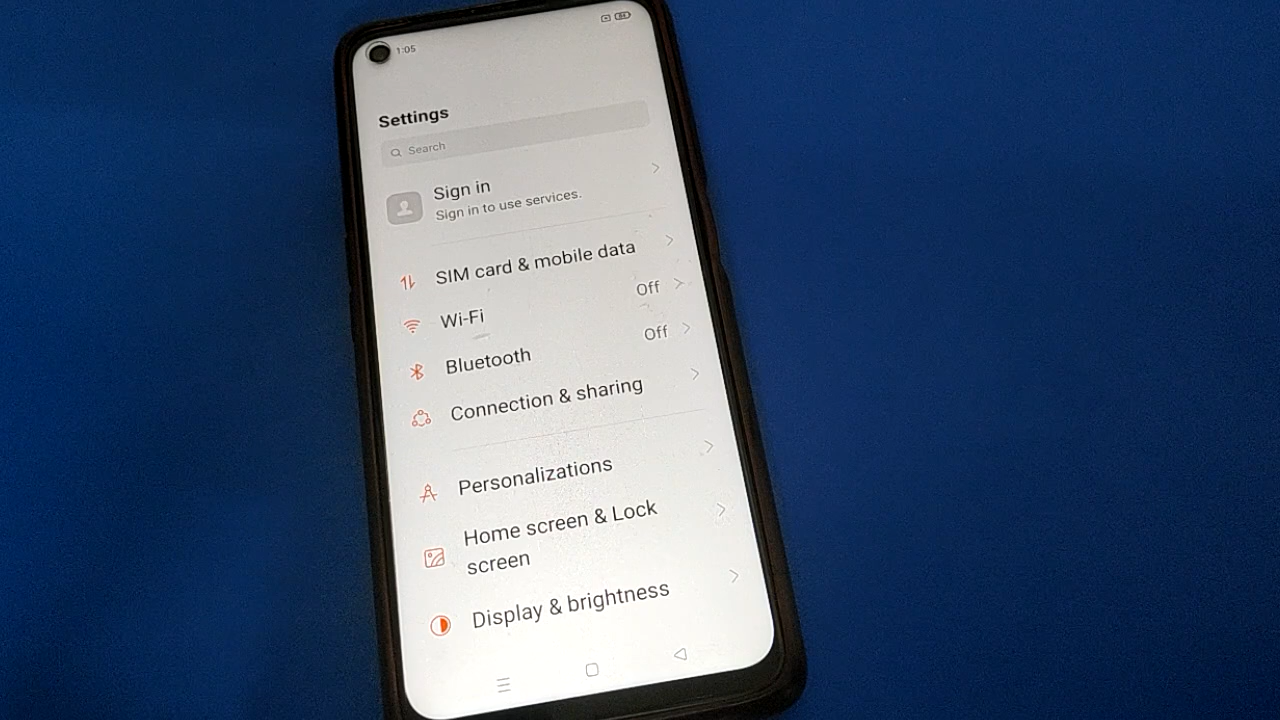 1:05
Settings
Search
Sign in
Sign in to use services.
SIM card & mobile data
Wi-Fi Off
Bluetooth Off
Connection & sharing
Personalizations
Home screen & Lock
screen
Display & brightness